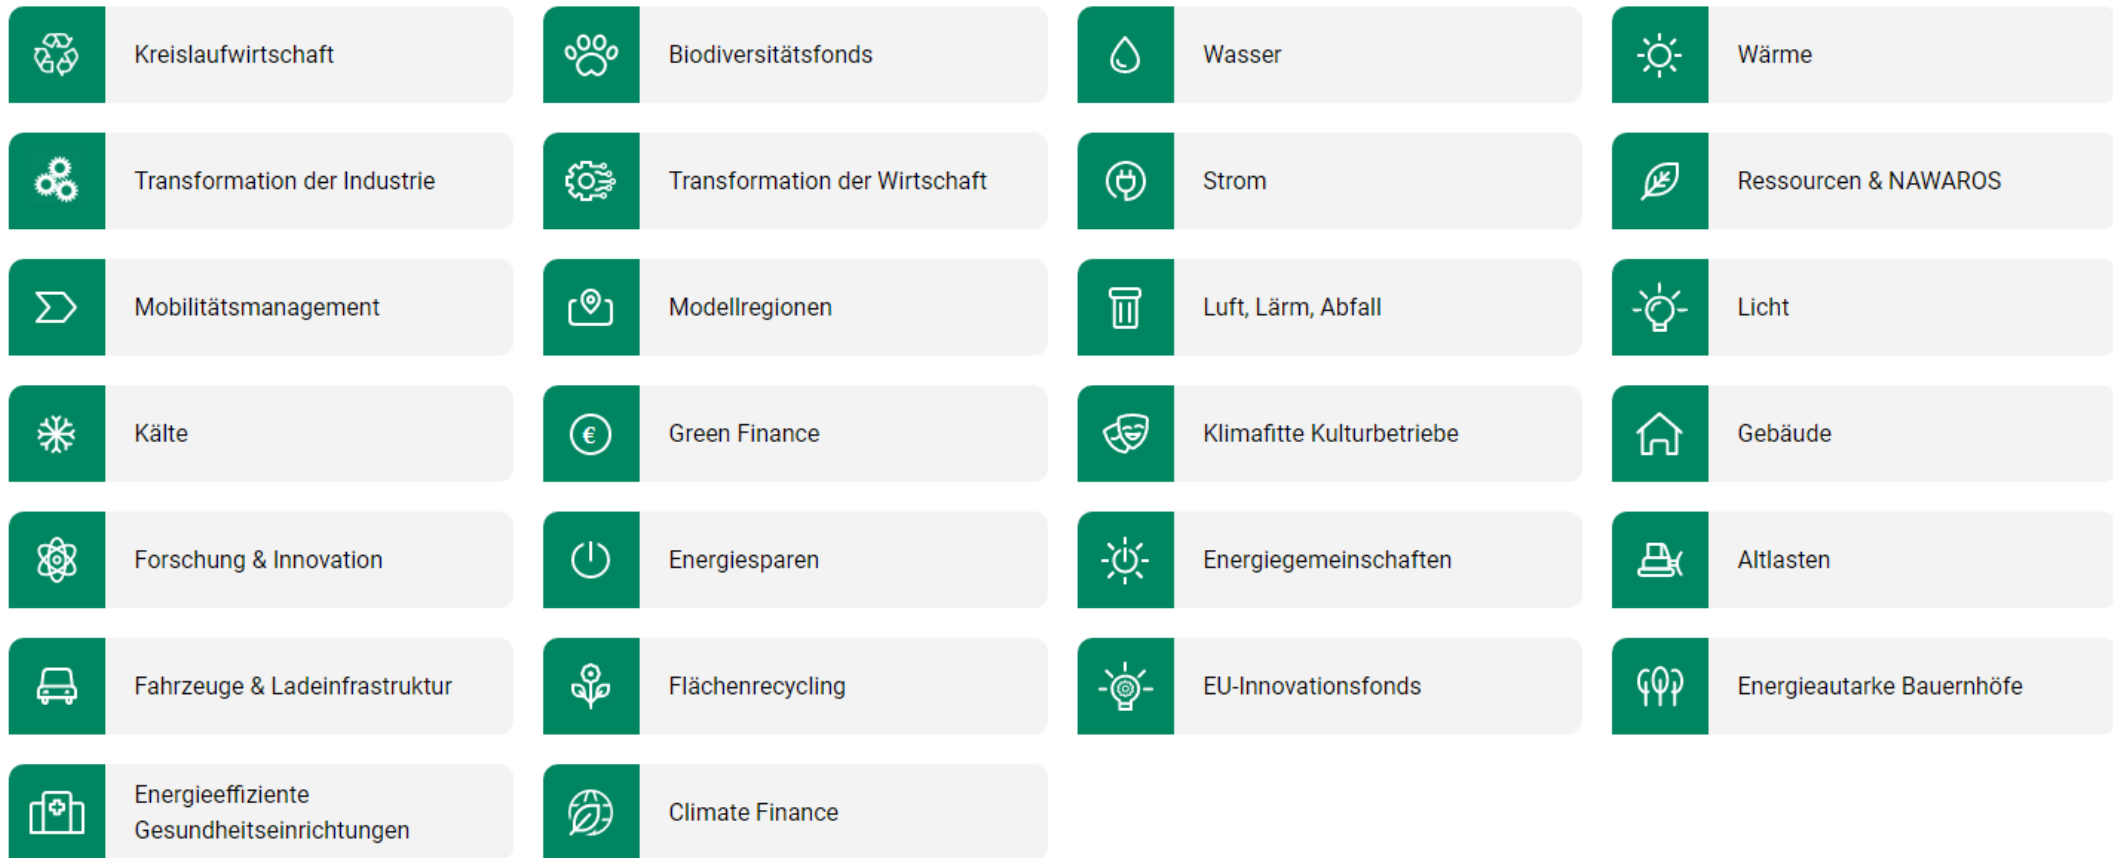 Kreislaufwirtschaft
Biodiversitätsfonds
Wasser
Wärme
Transformation der Industrie
Transformation der Wirtschaft
Strom
Ressourcen & NAWAROS
Mobilitätsmanagement
Modellregionen
Luft, Lärm, Abfall
Licht
Kälte
€
Green Finance
Klimafitte Kulturbetriebe
Gebäude
Forschung & Innovation
Energiesparen
Energiegemeinschaften
Altlasten
Fahrzeuge & Ladeinfrastruktur
Flächenrecycling
EU-Innovationsfonds
Energieautarke Bauernhöfe
Energieeffiziente
Gesundheitseinrichtungen
Climate Finance